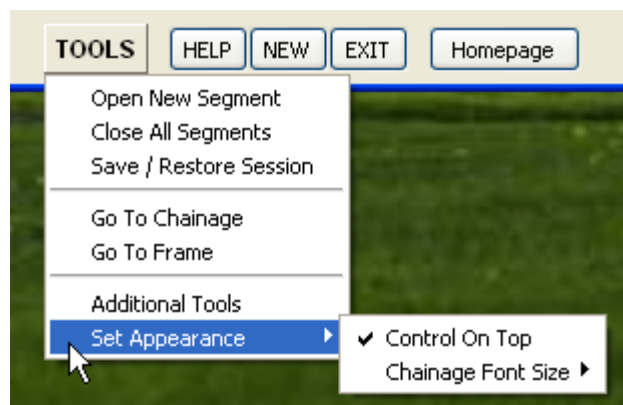 TOOLS HELP NEW EXIT Homepage
Open New Segment
Close All Segments
Save / Restore Session
Go To Chainage
Go To Frame
Additional Tools
Set Appearance
Control On Top
Chainage Font Size